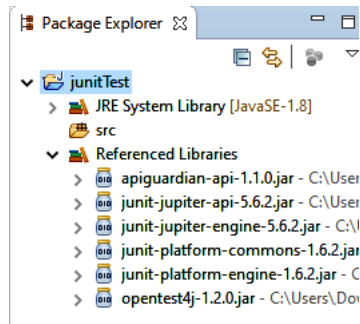 Package Explorer
junitTest
JRE System Library [JavaSE-1.8]
src
Referenced Libraries
apiguardian-api-1.1.0.jar - C:\User
junit-jupiter-api-5.6.2.jar - C:\User
junit-jupiter-engine-5.6.2.jar - C:\U
junit-platform-commons-1.6.2.jar
junit-platform-engine-1.6.2.jar - C
opentest4j-1.2.0.jar - C:\Users\Dov